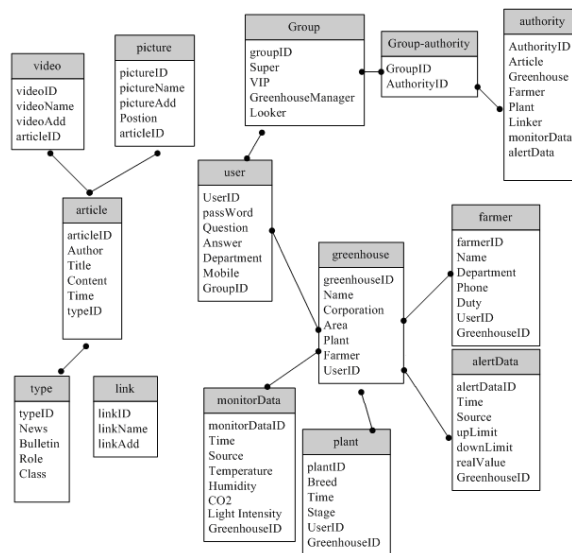 video
videoID
videoName
videoAdd
articleID
picture
pictureID
pictureName
pictureAdd
Postion
articleID
Group
groupID
Super
VIP
GreenhouseManager
Looker
Group-authority
GroupID
AuthorityID
authority
AuthorityID
Article
Greenhouse
Farmer
Plant
Linker
monitorData
alertData
article
articleID
Author
Title
Content
Time
typeID
user
UserID
passWord
Question
Answer
Department
Mobile
GroupID
greenhouse
greenhouseID
Name
Corporation
Area
Plant
Farmer
UserID
farmer
farmerID
Name
Department
Phone
Duty
UserID
GreenhouseID
type
typeID
News
Bulletin
Role
Class
link
linkID
linkName
linkAdd
monitorData
monitorDataID
Time
Source
Temperature
Humidity
CO2
Light Intensity
GreenhouseID
plant
plantID
Breed
Time
Stage
UserID
GreenhouseID
alertData
alertDataID
Time
Source
upLimit
downLimit
realValue
GreenhouseID